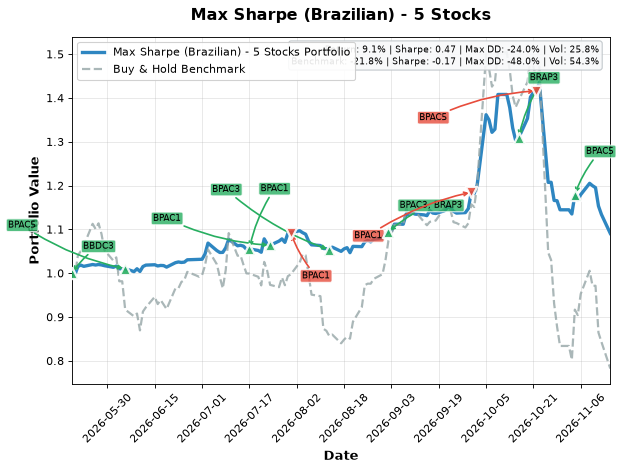 Max Sharpe (Brazilian) - 5 Stocks
Max Sharpe (Brazilian) - 5 Stocks Portfolio
Buy & Hold Benchmark
9.1% | Sharpe: 0.47 | Max DD: -24.0% | Vol: 25.8%
21.8% | Sharpe: -0.17 | Max DD: -48.0% | Vol: 54.3%
BRAP3
BPAC5
BPAC5
BPAC3
BPAC1
BPAC1
BPAC3, BRAP3
BPAC5
BPAC1
BBDC3
BPAC1
Portfolio Value
1.5
1.4
1.3
1.2
1.1
1.0
0.9
0.8
2026-05-30
2026-06-15
2026-07-01
2026-07-17
2026-08-02
2026-08-18
2026-09-03
2026-09-19
2026-10-05
2026-10-21
2026-11-06
Date